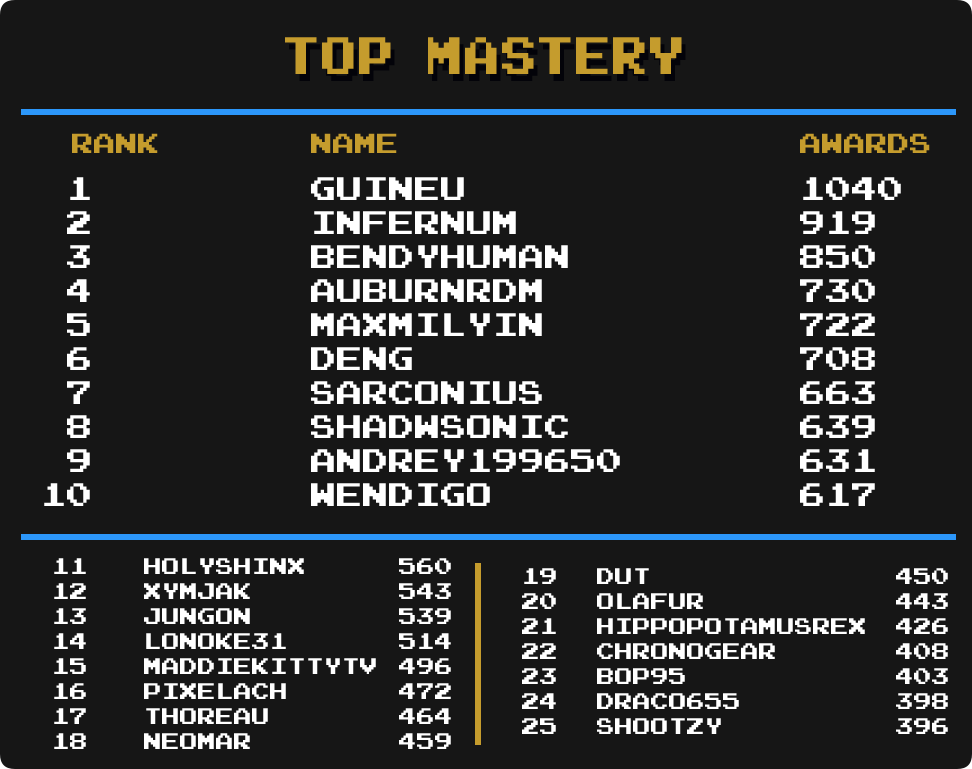 TOP MASTERY
RANK NAME AWARDS
1 GUINEU 1040
2 INFERNUM 919
3 BENDYHUMAN 850
4 AUBURNRDM 730
5 MAXMILYIN 722
6 DENG 708
7 SARCONIUS 663
8 SHADWSONIC 639
9 ANDREY199650 631
10 WENDIGO 617
11 HOLYSHINX 560
12 XYMJAK 543
13 JUNGON 539
14 LONOKE31 514
15 MADDIEKITTYTV 496
16 PIXELACH 472
17 THOREAU 464
18 NEOMAR 459
19 DUT 450
20 OLAFUR 443
21 HIPPOPOTAMUSREX 426
22 CHRONOGEAR 408
23 BOP95 403
24 DRACO655 398
25 SHOOTZY 396